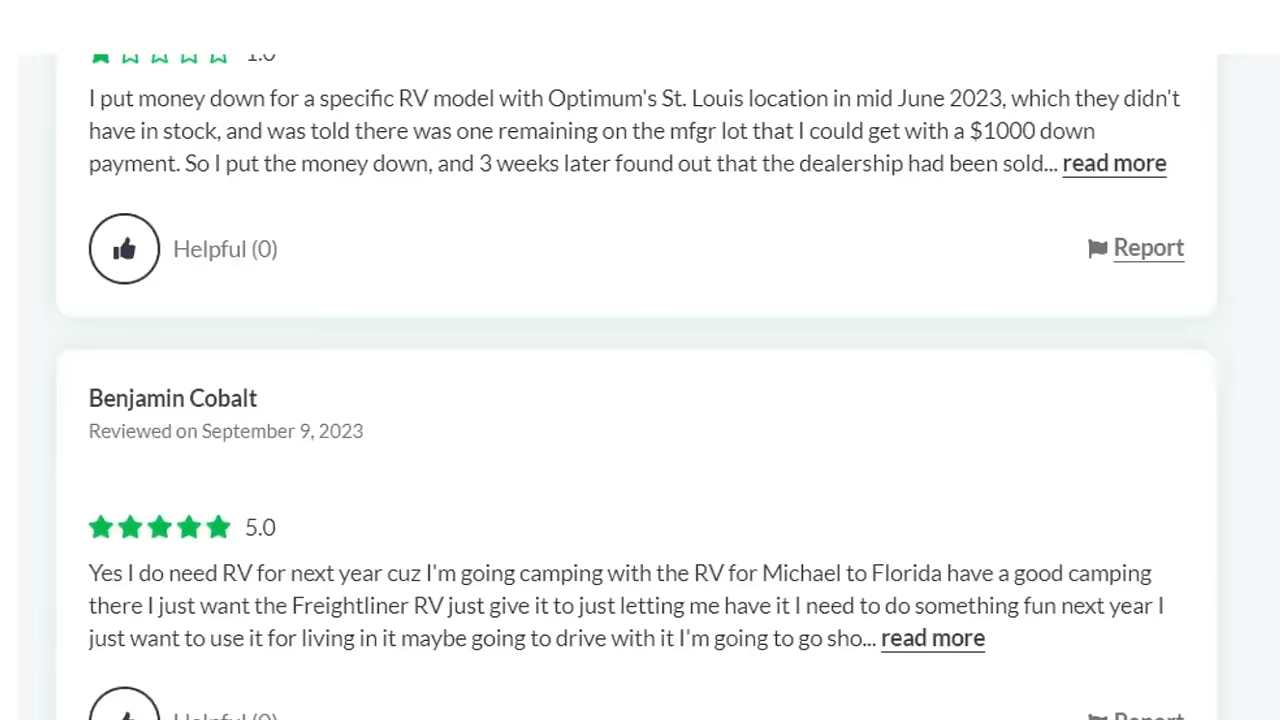 1.0
I put money down for a specific RV model with Optimum's St. Louis location in mid June 2023, which they didn't
have in stock, and was told there was one remaining on the mfgr lot that I could get with a $1000 down
payment. So I put the money down, and 3 weeks later found out that the dealership had been sold... read more
Helpful (0)
Report
Benjamin Cobalt
Reviewed on September 9, 2023
5.0
Yes I do need RV for next year cuz I'm going camping with the RV for Michael to Florida have a good camping
there I just want the Freightliner RV just give it to just letting me have it I need to do something fun next year I
just want to use it for living in it maybe going to drive with it I'm going to go sho... read more
Helpful (0)
Report